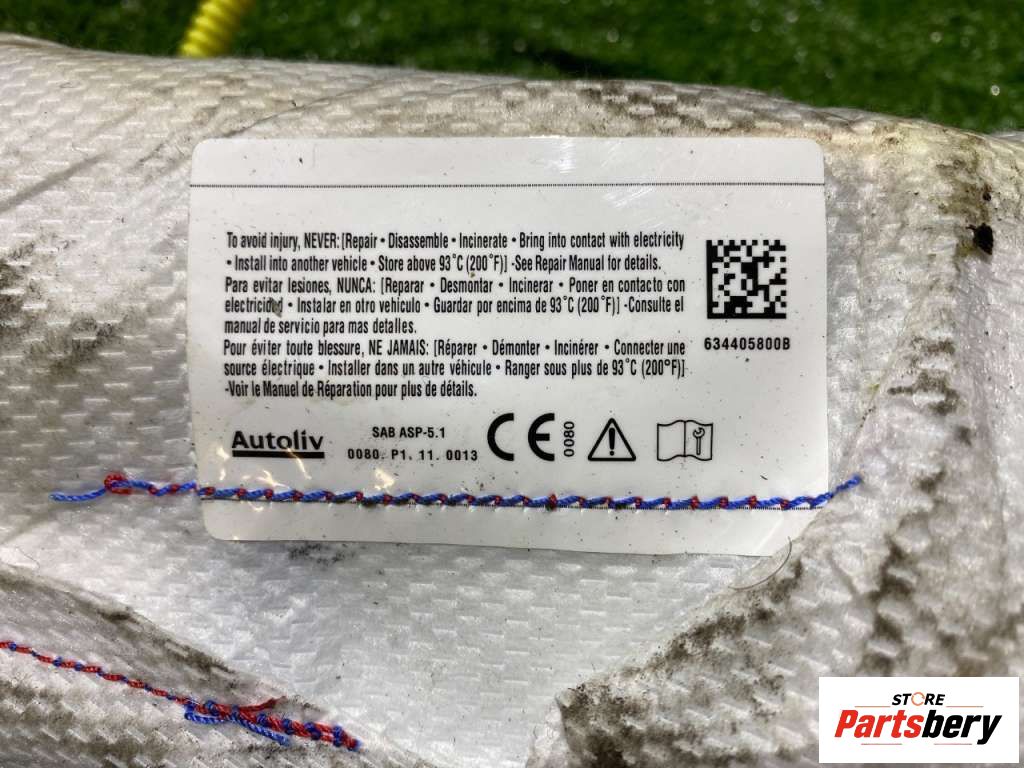 To avoid injury, NEVER: [Repair • Disassemble • Incinerate • Bring into contact with electricity
• Install into another vehicle • Store above 93˚C (200˚F)] -See Repair Manual for details.
Para evitar lesiones, NUNCA: [Reparar • Desmontar • Incinerar • Poner en contacto con
electricidad • Instalar en otro vehiculo • Guardar por encima de 93˚C (200˚F)] -Consulte el
manual de servicio para mas detalles.
Pour éviter toute blessure, NE JAMAIS: [Réparer • Démonter • Incinérer • Connecter une
source électrique • Installer dans un autre véhicule • Ranger sous plus de 93˚C (200ºF)]
-Voir le Manuel de Réparation pour plus de détails.
634405800B
Autoliv
SAB ASP-5.1
0080. P1. 11. 0013
CE
0080
STORE
Partsbery